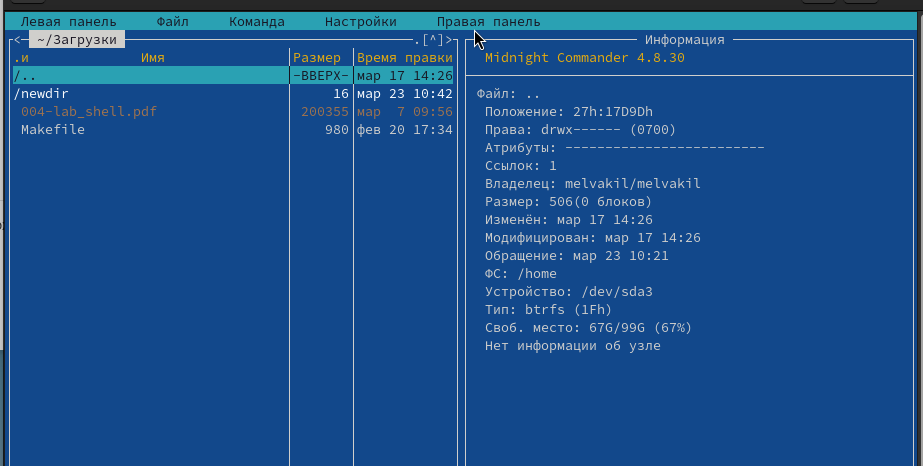 Левая панель Файл Команда Настройки Правая панель
<─ ~/Загрузки .[^]>
.и Имя Размер Время правки
/.. -ВВЕРХ- мар 17 14:26
/newdir 16 мар 23 10:42
004-lab_shell.pdf 200355 мар 7 09:56
Makefile 980 фев 20 17:34
Информация
Midnight Commander 4.8.30
Файл: ..
Положение: 27h:17D9Dh
Права: drwx------ (0700)
Атрибуты: -------------------------
Ссылок: 1
Владелец: melvakil/melvakil
Размер: 506(0 блоков)
Изменён: мар 17 14:26
Модифицирован: мар 17 14:26
Обращение: мар 23 10:21
ФС: /home
Устройство: /dev/sda3
Тип: btrfs (1Fh)
Своб. место: 67G/99G (67%)
Нет информации об узле